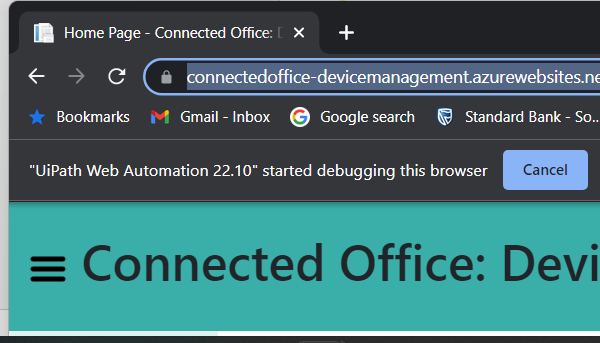 Home Page - Connected Office: D
connectedoffice-devicemanagement.azurewebsites.ne
Bookmarks Gmail - Inbox Google search Standard Bank - So...
"UiPath Web Automation 22.10" started debugging this browser Cancel
Connected Office: Devi